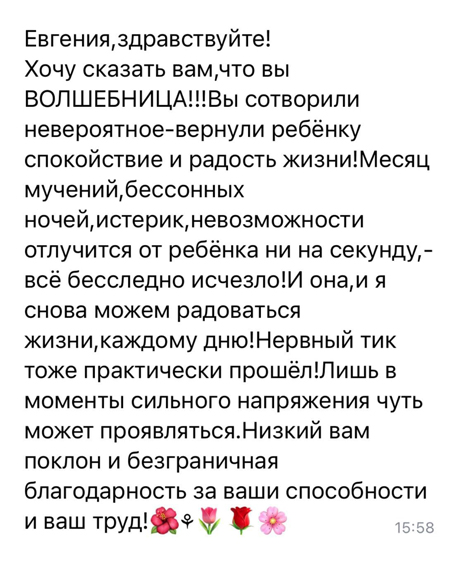 Евгения,здравствуйте!
Хочу сказать вам,что вы
ВОЛШЕБНИЦА!!!Вы сотворили
невероятное-вернули ребёнку
спокойствие и радость жизни!Месяц
мучений,бессонных
ночей,истерик,невозможности
отлучится от ребёнка ни на секунду,-
всё бесследно исчезло!И она,и я
снова можем радоваться
жизни,каждому дню!Нервный тик
тоже практически прошёл!Лишь в
моменты сильного напряжения чуть
может проявляться.Низкий вам
поклон и безграничная
благодарность за ваши способности
и ваш труд!🌺⚘🌷🌹🌸 15:58